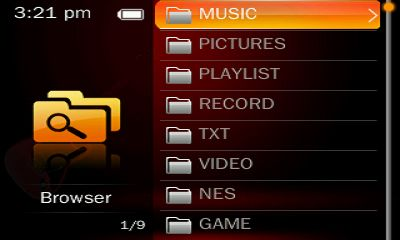 3:21 pm
MUSIC
PICTURES
PLAYLIST
RECORD
TXT
VIDEO
NES
GAME
Browser
1/9